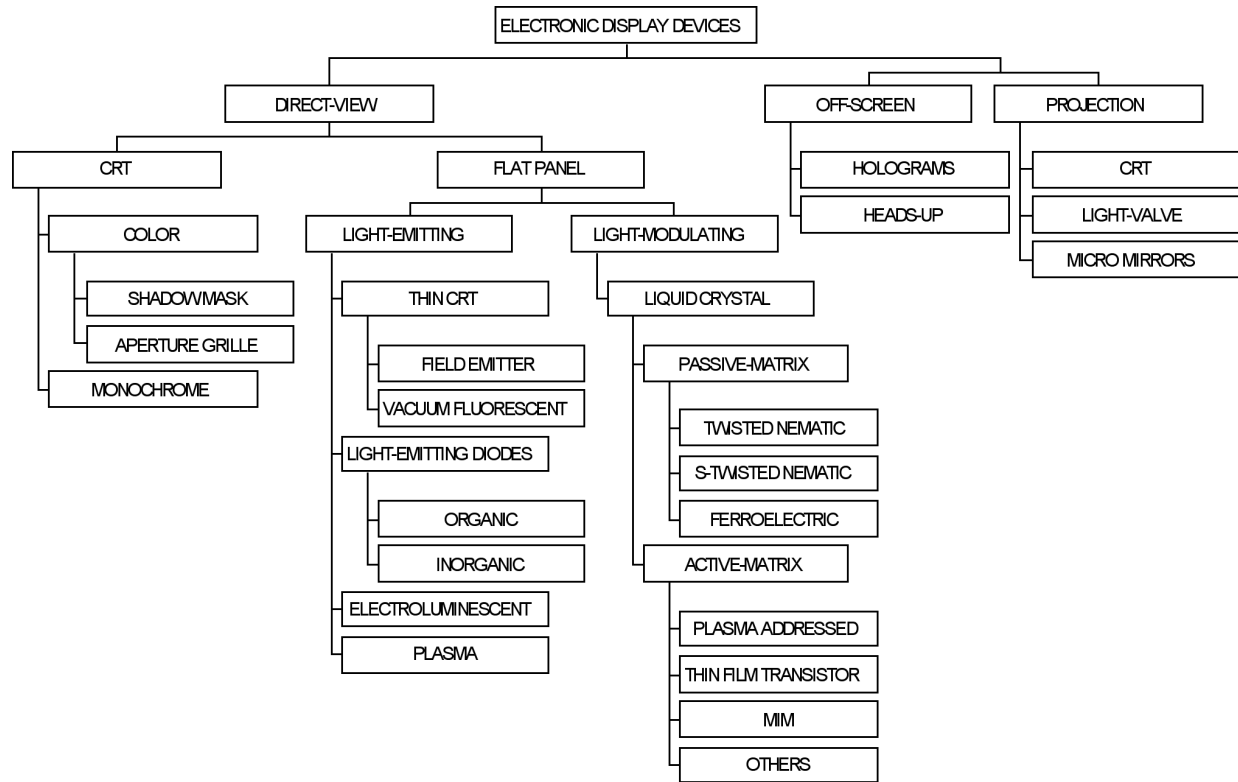 ELECTRONIC DISPLAY DEVICES
DIRECT-VIEW
OFF-SCREEN
PROJECTION
CRT
FLAT PANEL
HOLOGRAMS
CRT
COLOR
LIGHT-EMITTING
LIGHT-MODULATING
HEADS-UP
LIGHT-VALVE
MICRO MIRRORS
SHADOW MASK
THIN CRT
LIQUID CRYSTAL
APERTURE GRILLE
FIELD EMITTER
PASSIVE-MATRIX
MONOCHROME
VACUUM FLUORESCENT
TWISTED NEMATIC
LIGHT-EMITTING DIODES
S-TWISTED NEMATIC
ORGANIC
FERROELECTRIC
INORGANIC
ACTIVE-MATRIX
ELECTROLUMINESCENT
PLASMA ADDRESSED
PLASMA
THIN FILM TRANSISTOR
MIM
OTHERS